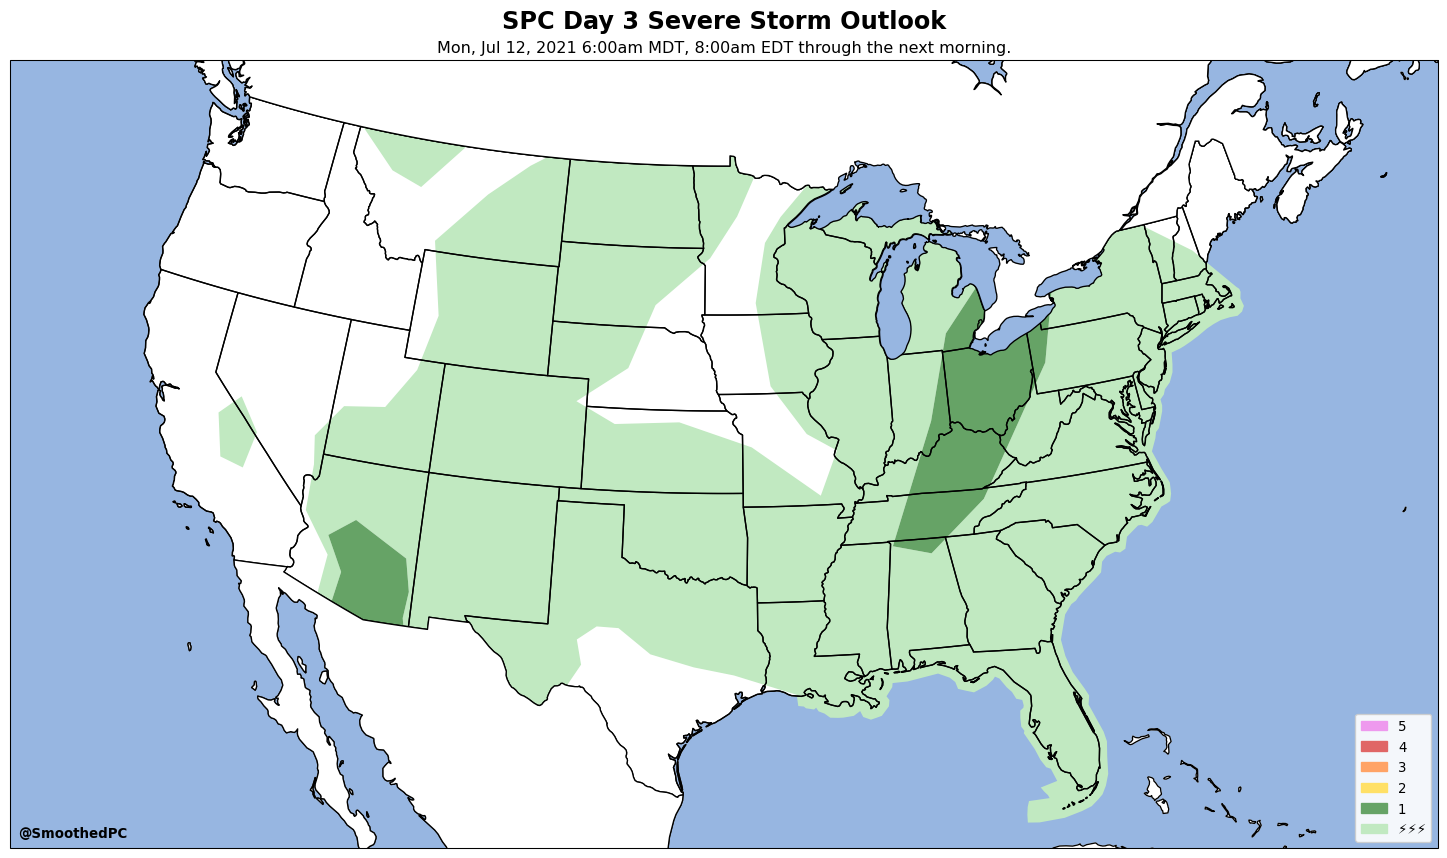 SPC Day 3 Severe Storm Outlook
Mon, Jul 12, 2021 6:00am MDT, 8:00am EDT through the next morning.
5
4
3
2
1
⚡⚡⚡
@SmoothedPC